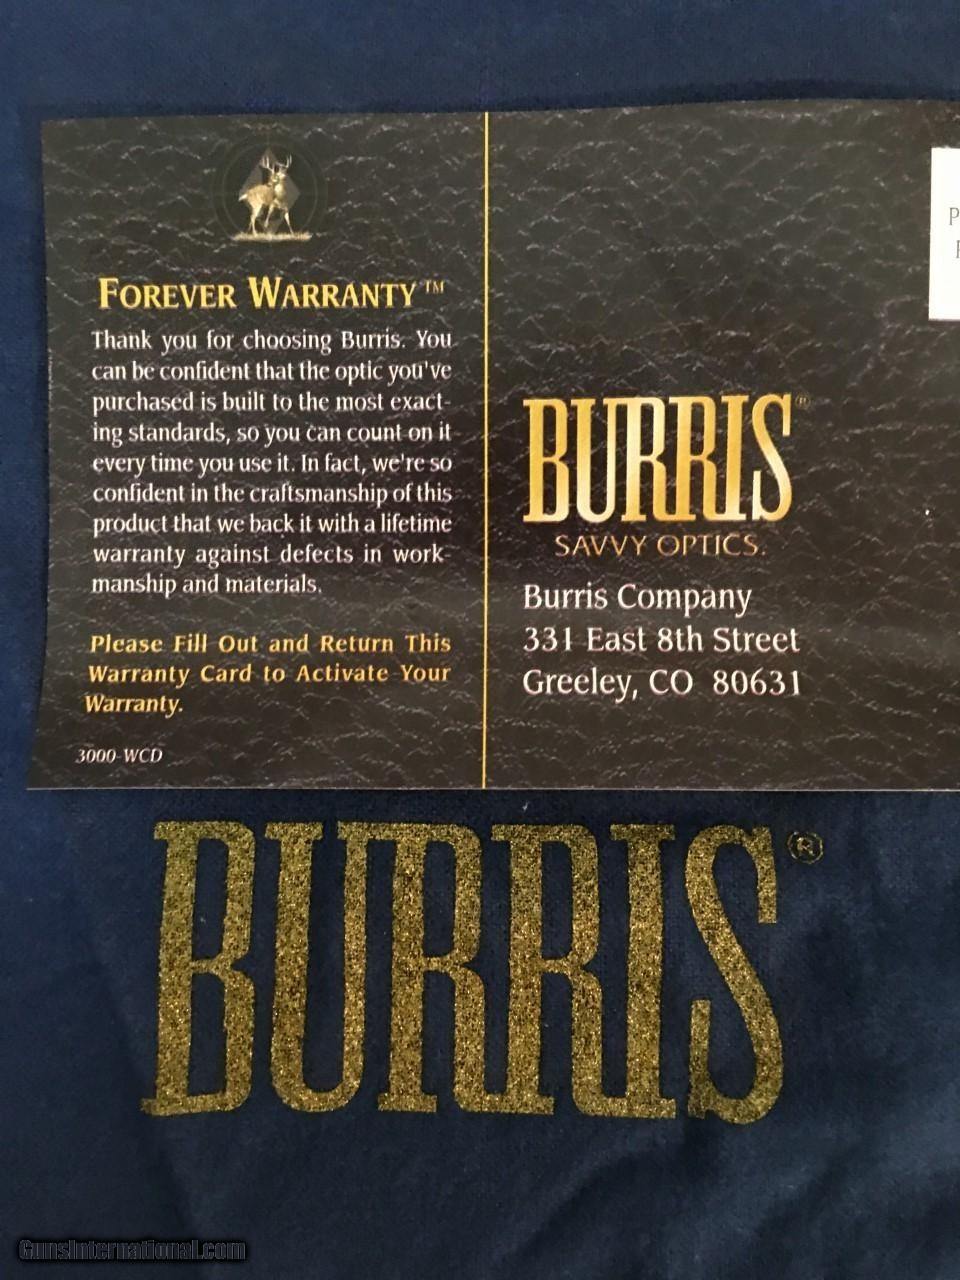 FOREVER WARRANTY™
Thank you for choosing Burris. You
can be confident that the optic you've
purchased is built to the most exact-
ing standards, so you can count on it
every time you use it. In fact, we're so
confident in the craftsmanship of this
product that we back it with a lifetime
warranty against defects in work-
manship and materials.
Please Fill Out and Return This
Warranty Card to Activate Your
Warranty.
3000-WCD
BURRIS®
SAVVY OPTICS.
Burris Company
331 East 8th Street
Greeley, CO 80631
BURRIS®
GunsInternational.com